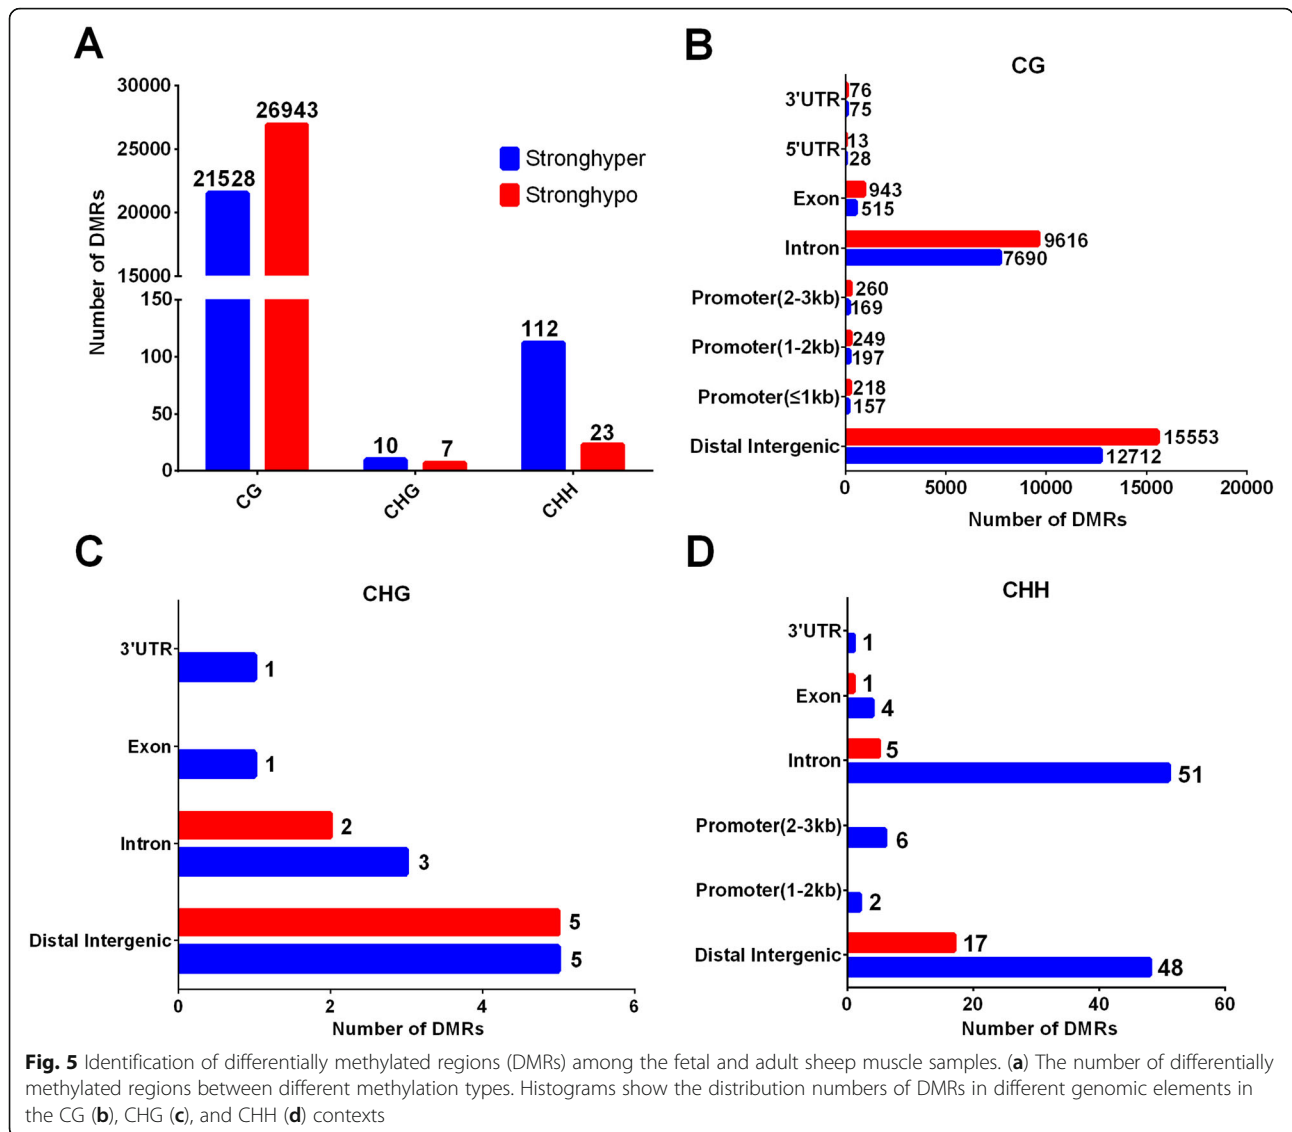 A
30000
25000
20000
15000
150
100
50
0
Number of DMRs
21528
26943
10
7
112
23
CG
CHG
CHH
Stronghyper
Stronghypo
B
CG
3'UTR
76
75
5'UTR
13
28
Exon
943
515
Intron
9616
7690
Promoter(2-3kb)
260
169
Promoter(1-2kb)
249
197
Promoter(≤1kb)
218
157
Distal Intergenic
15553
12712
0 5000 10000 15000 20000
Number of DMRs
C
CHG
3'UTR
1
Exon
1
Intron
2
3
Distal Intergenic
5
5
0 2 4 6
Number of DMRs
D
CHH
3'UTR
1
Exon
1
4
Intron
5
51
Promoter(2-3kb)
6
Promoter(1-2kb)
2
Distal Intergenic
17
48
0 20 40 60
Number of DMRs
Fig. 5 Identification of differentially methylated regions (DMRs) among the fetal and adult sheep muscle samples. (a) The number of differentially
methylated regions between different methylation types. Histograms show the distribution numbers of DMRs in different genomic elements in
the CG (b), CHG (c), and CHH (d) contexts